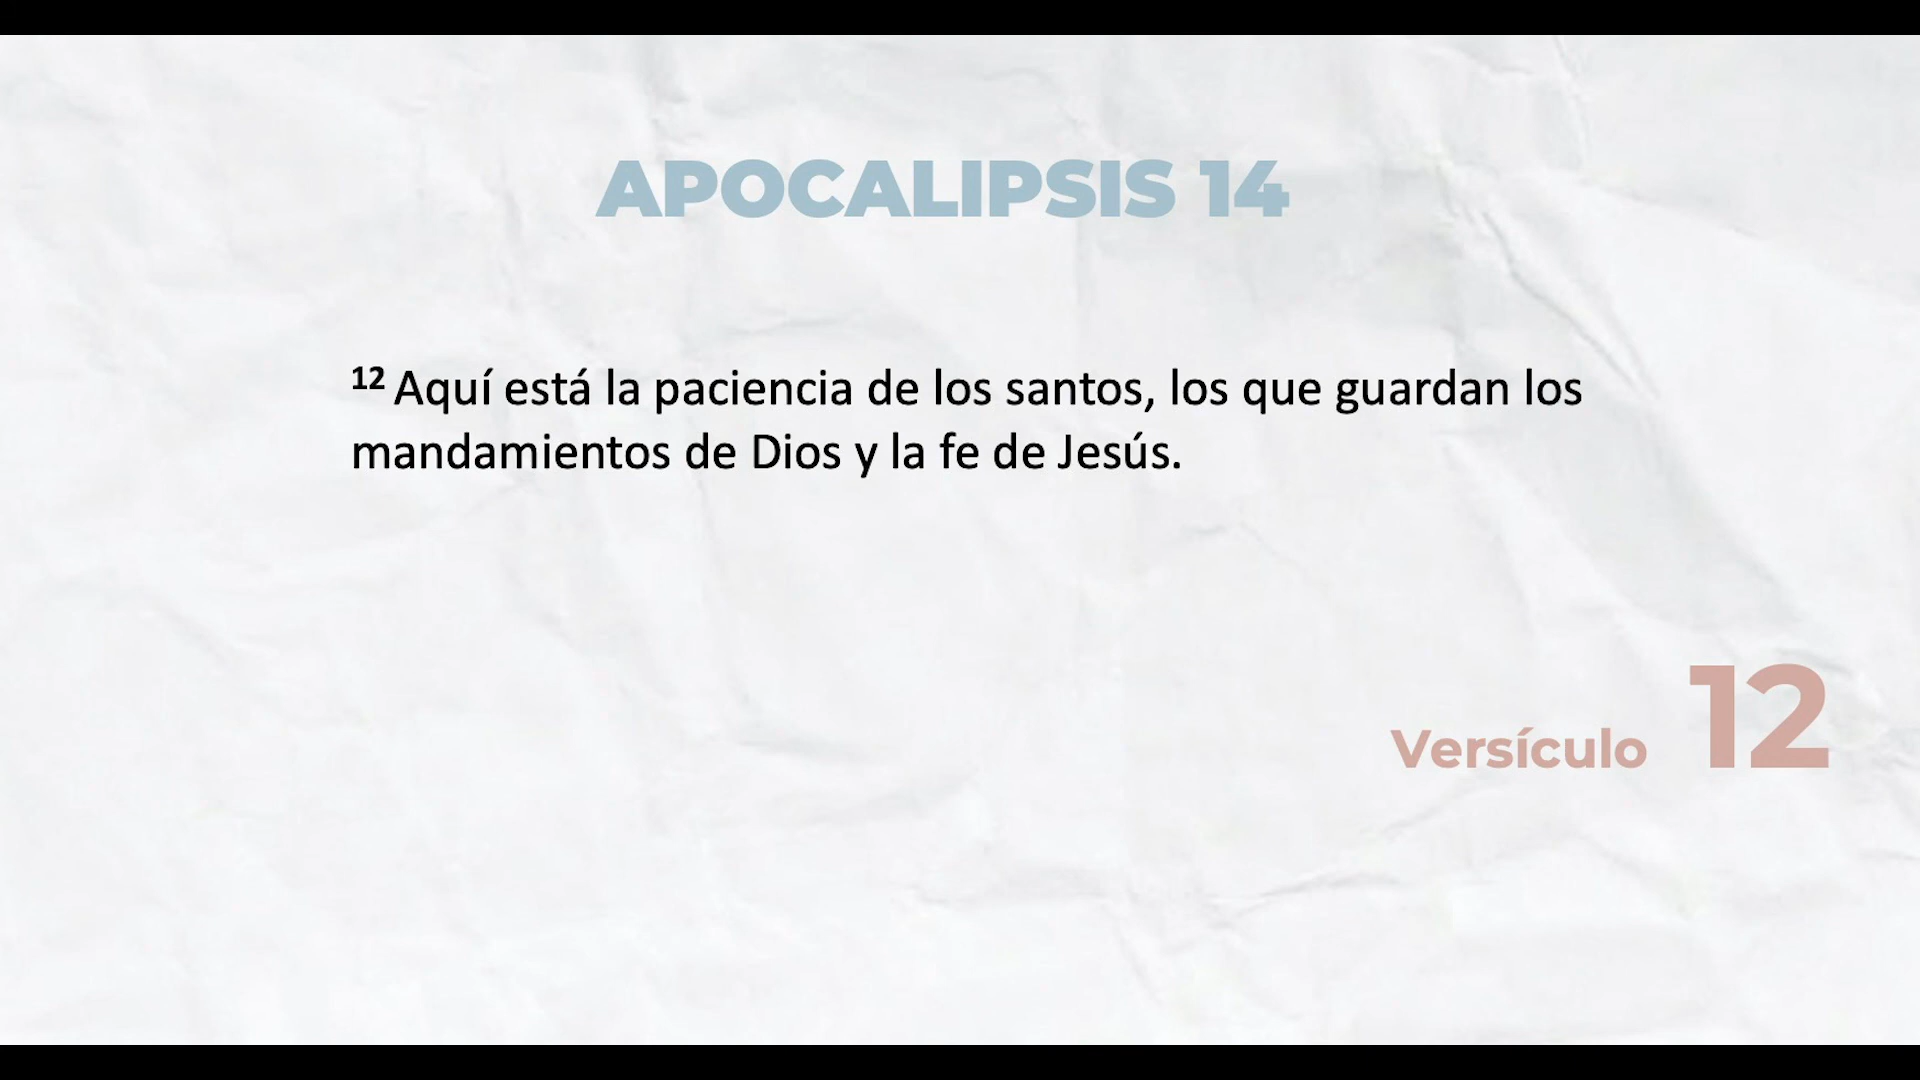 APOCALIPSIS 14
12 Aquí está la paciencia de los santos, los que guardan los
mandamientos de Dios y la fe de Jesús.
Versículo 12